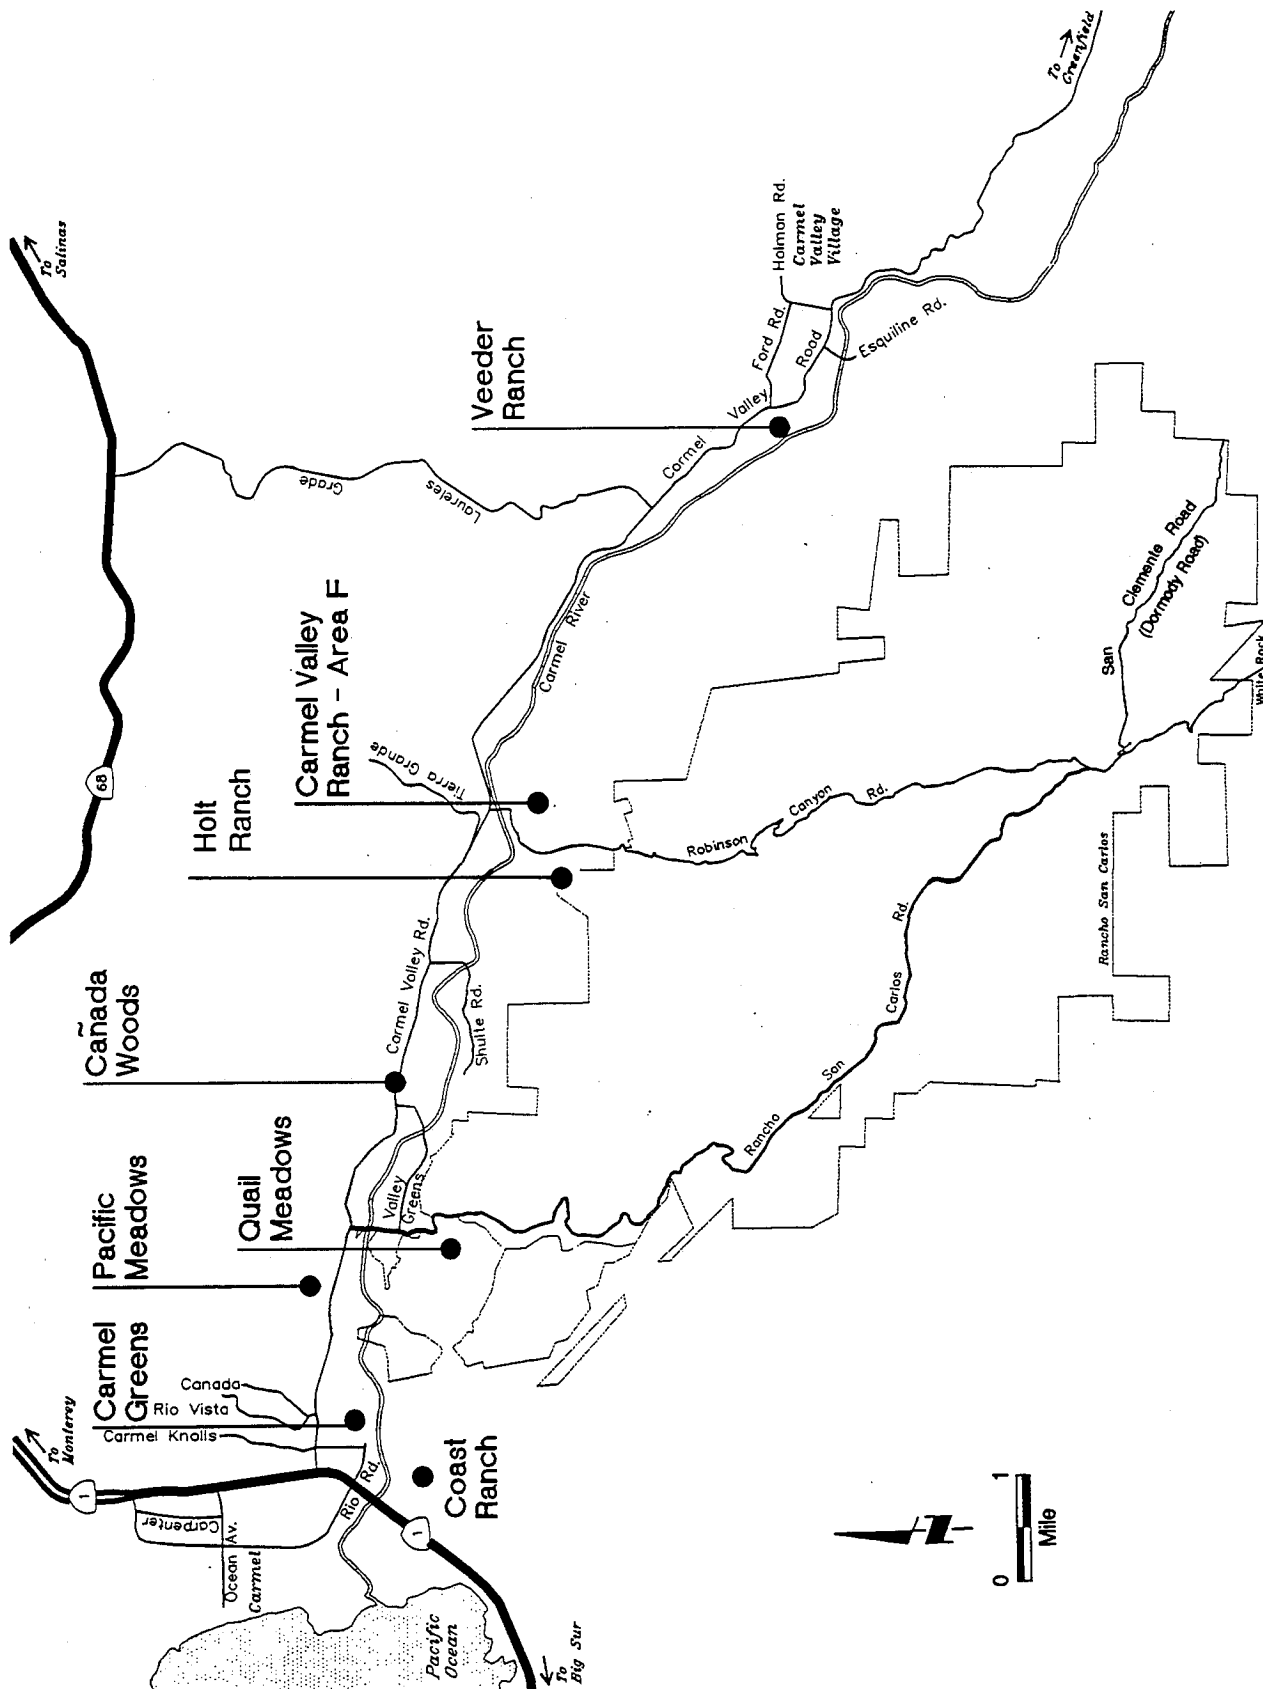 To
Salinas
68
To
Monterey
1
Carmel
Greens
Pacific
Meadows
Quail
Meadows
Cañada
Woods
Holt
Ranch
Carmel Valley
Ranch - Area F
Veeder
Ranch
Coast
Ranch
Canada
Rio Vista
Carmel Knolls
Carpenter
Ocean Av.
Carmel
Rio Rd.
1
Pacific
Ocean
To
Big Sur
Valley
Greens
Carmel Valley Rd.
Shulte Rd.
Tierra Grande
Carmel River
Laureles
Grade
Carmel
Valley
Road
Ford Rd.
Holman Rd.
Carmel
Valley
Village
Esquiline Rd.
To
Greenfield
Robinson
Canyon
Rd.
Rancho
San
Carlos
Rd.
San
Clemente Road
(Dormody Road)
White Rock
Rancho San Carlos
0
1
Mile